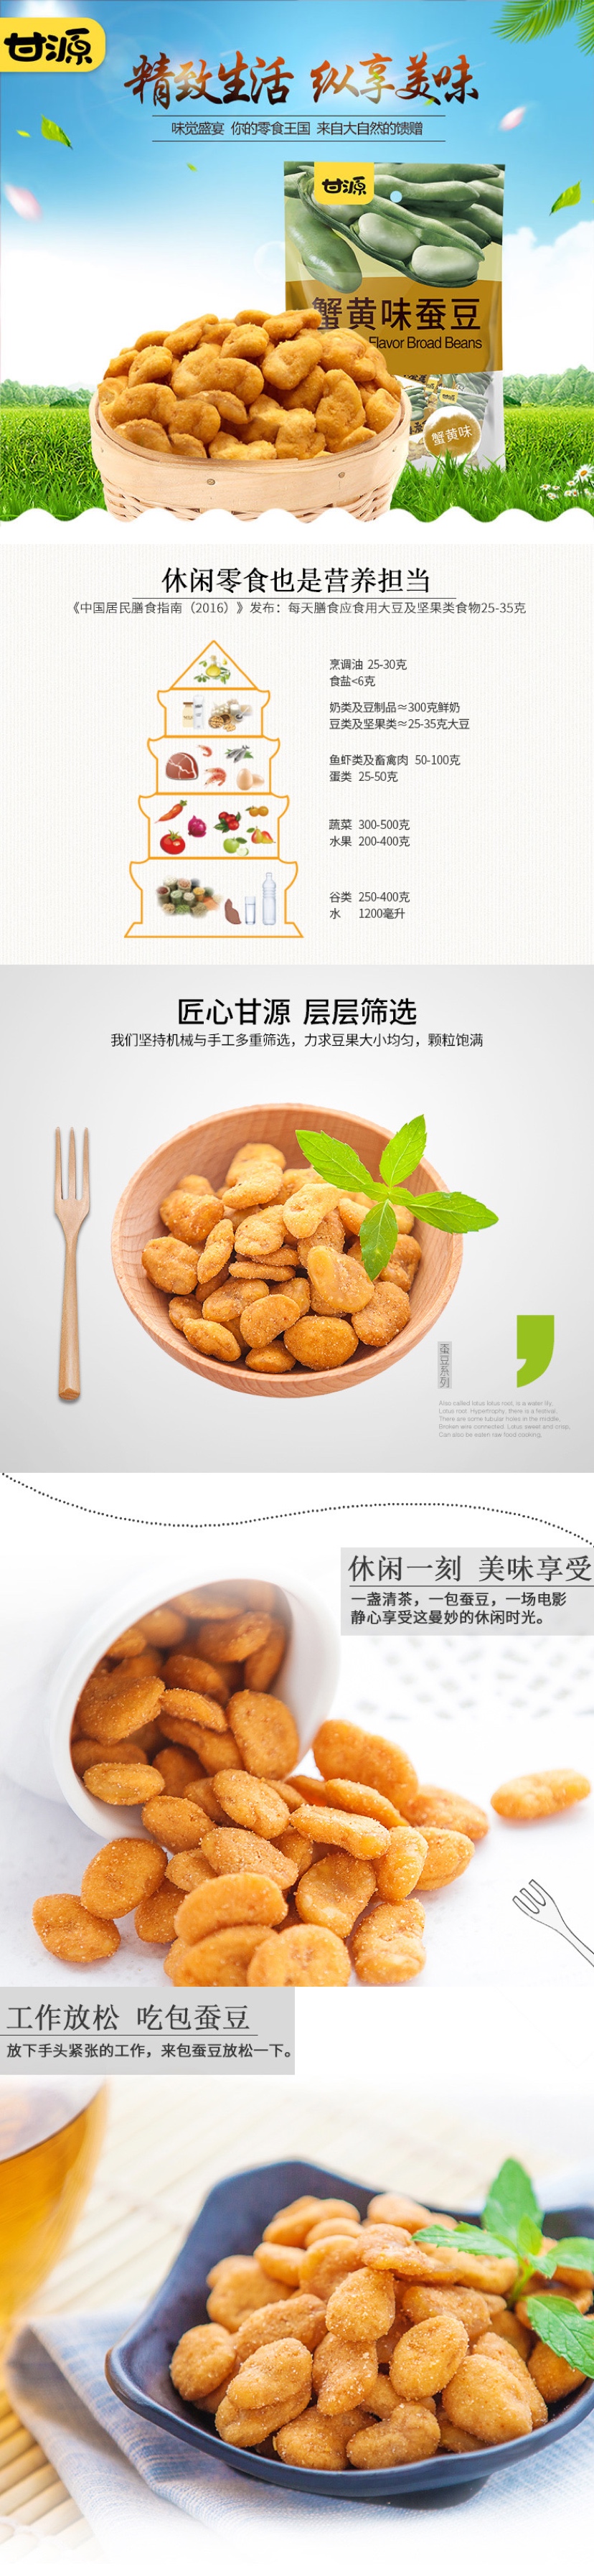 甘源
精致生活 纵享美味
味觉盛宴 你的零食王国 来自大自然的馈赠
甘源
蟹黄味蚕豆
Flavor Broad Beans
蟹黄味
休闲零食也是营养担当
《中国居民膳食指南（2016）》发布：每天膳食应食用大豆及坚果类食物25-35克
烹调油 25-30克
食盐<6克
奶类及豆制品≈300克鲜奶
豆类及坚果类≈25-35克大豆
鱼虾类及畜禽肉 50-100克
蛋类 25-50克
蔬菜 300-500克
水果 200-400克
谷类 250-400克
水 1200毫升
匠心甘源 层层筛选
我们坚持机械与手工多重筛选，力求豆果大小均匀，颗粒饱满
蚕豆系列
Also called lotus lotus root, is a water lily.
Lotus root. Hypertrophy, there is a festival.
There are some tubular holes in the middle,
Broken wire connected. Lotus sweet and crisp,
Can also be eaten raw food cooking.
休闲一刻 美味享受
一盏清茶，一包蚕豆，一场电影
静心享受这曼妙的休闲时光。
工作放松 吃包蚕豆
放下手头紧张的工作，来包蚕豆放松一下。